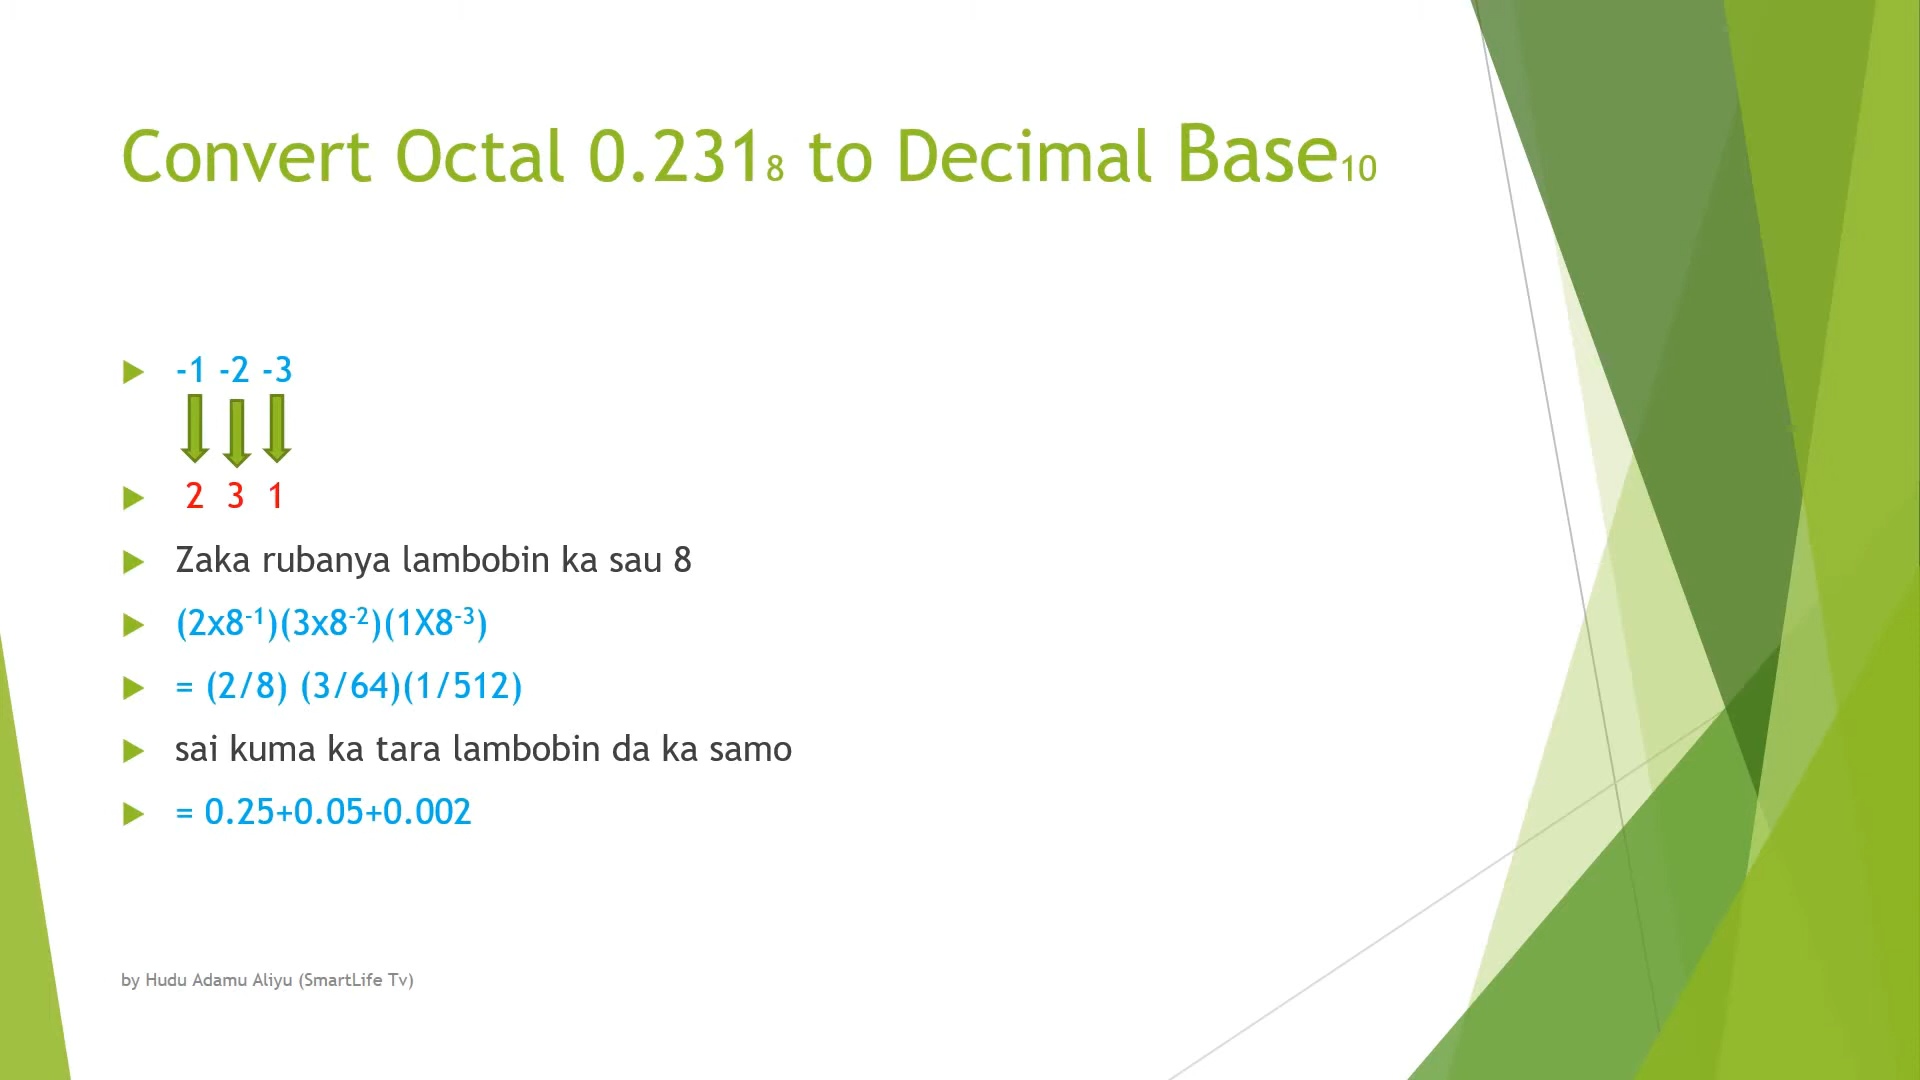 Convert Octal 0.231₈ to Decimal Base₁₀
-1 -2 -3
2 3 1
Zaka rubanya lambobin ka sau 8
(2x8⁻¹)(3x8⁻²)(1X8⁻³)
= (2/8) (3/64)(1/512)
sai kuma ka tara lambobin da ka samo
= 0.25+0.05+0.002
by Hudu Adamu Aliyu (SmartLife Tv)